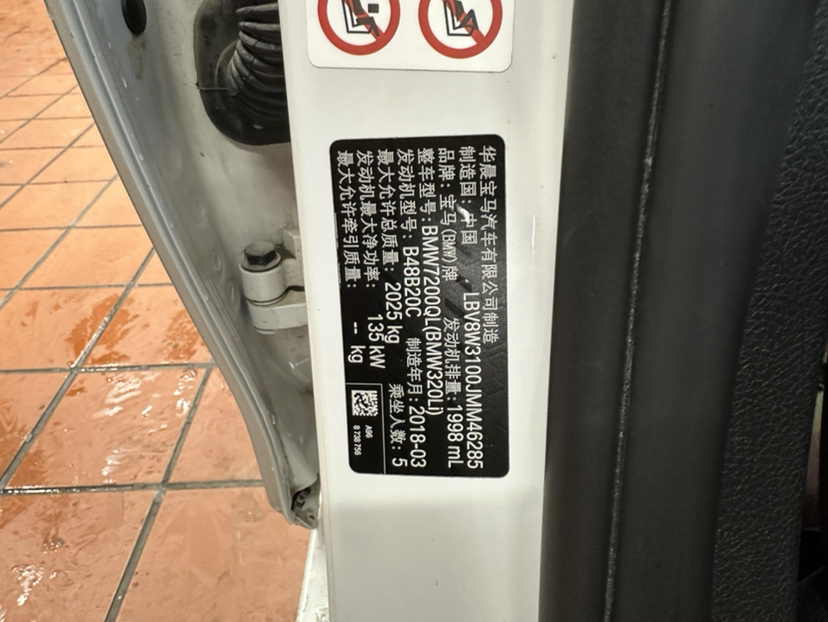 华晨宝马汽车有限公司制造
制造国：中国 LBV8W3100JMM46285
品牌：宝马(BMW)牌 发动机排量：1998 mL
整车型号：BMW7200QL(BMW320Li)
发动机型号：B48B20C 制造年月：2018-03
最大允许总质量：2025 kg 乘坐人数：5
发动机最大净功率：135 kW
最大允许牵引质量：-- kg
A96
8 738 756